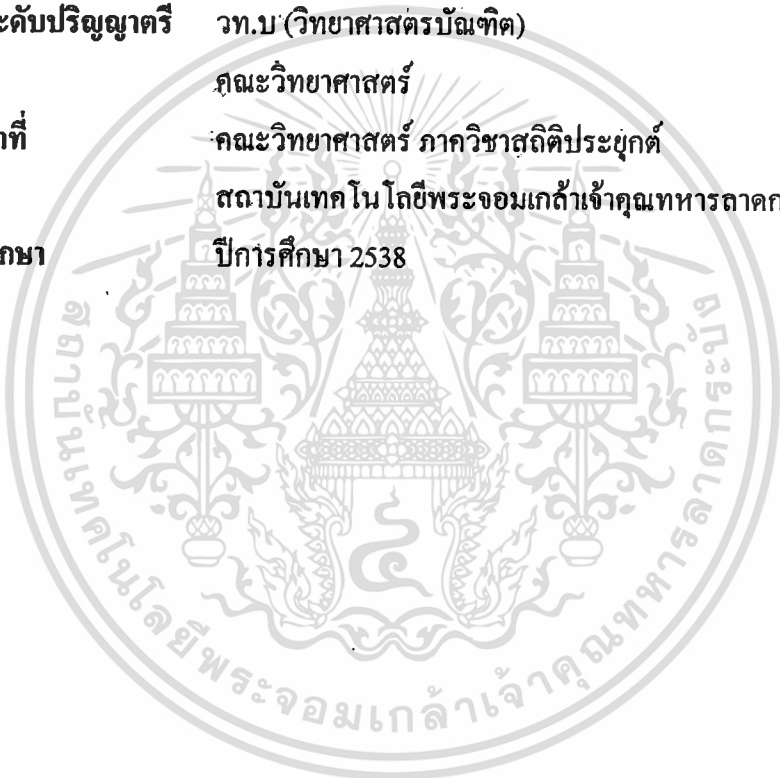 ะดับปริญญาตรี วท.บ (วิทยาศาสตรบัณฑิต)
คณะวิทยาศาสตร์
าที่ คณะวิทยาศาสตร์ ภาควิชาสถิติประยุกต์
สถาบันเทคโนโลยีพระจอมเกล้าเจ้าคุณทหารลาดก
ึกษา ปีการศึกษา 2538
สถาบันเทคโนโลยีพระจอมเกล้าเจ้าคุณทหารลาดกระบัง